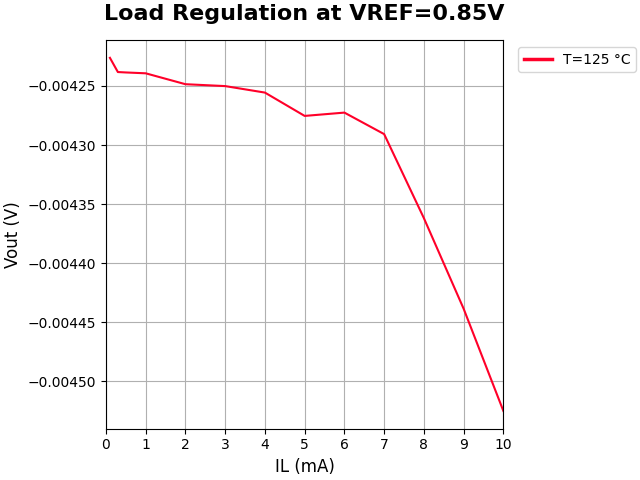 Load Regulation at VREF=0.85V
T=125 °C
−0.00425
−0.00430
−0.00435
−0.00440
−0.00445
−0.00450
Vout (V)
0 1 2 3 4 5 6 7 8 9 10
IL (mA)